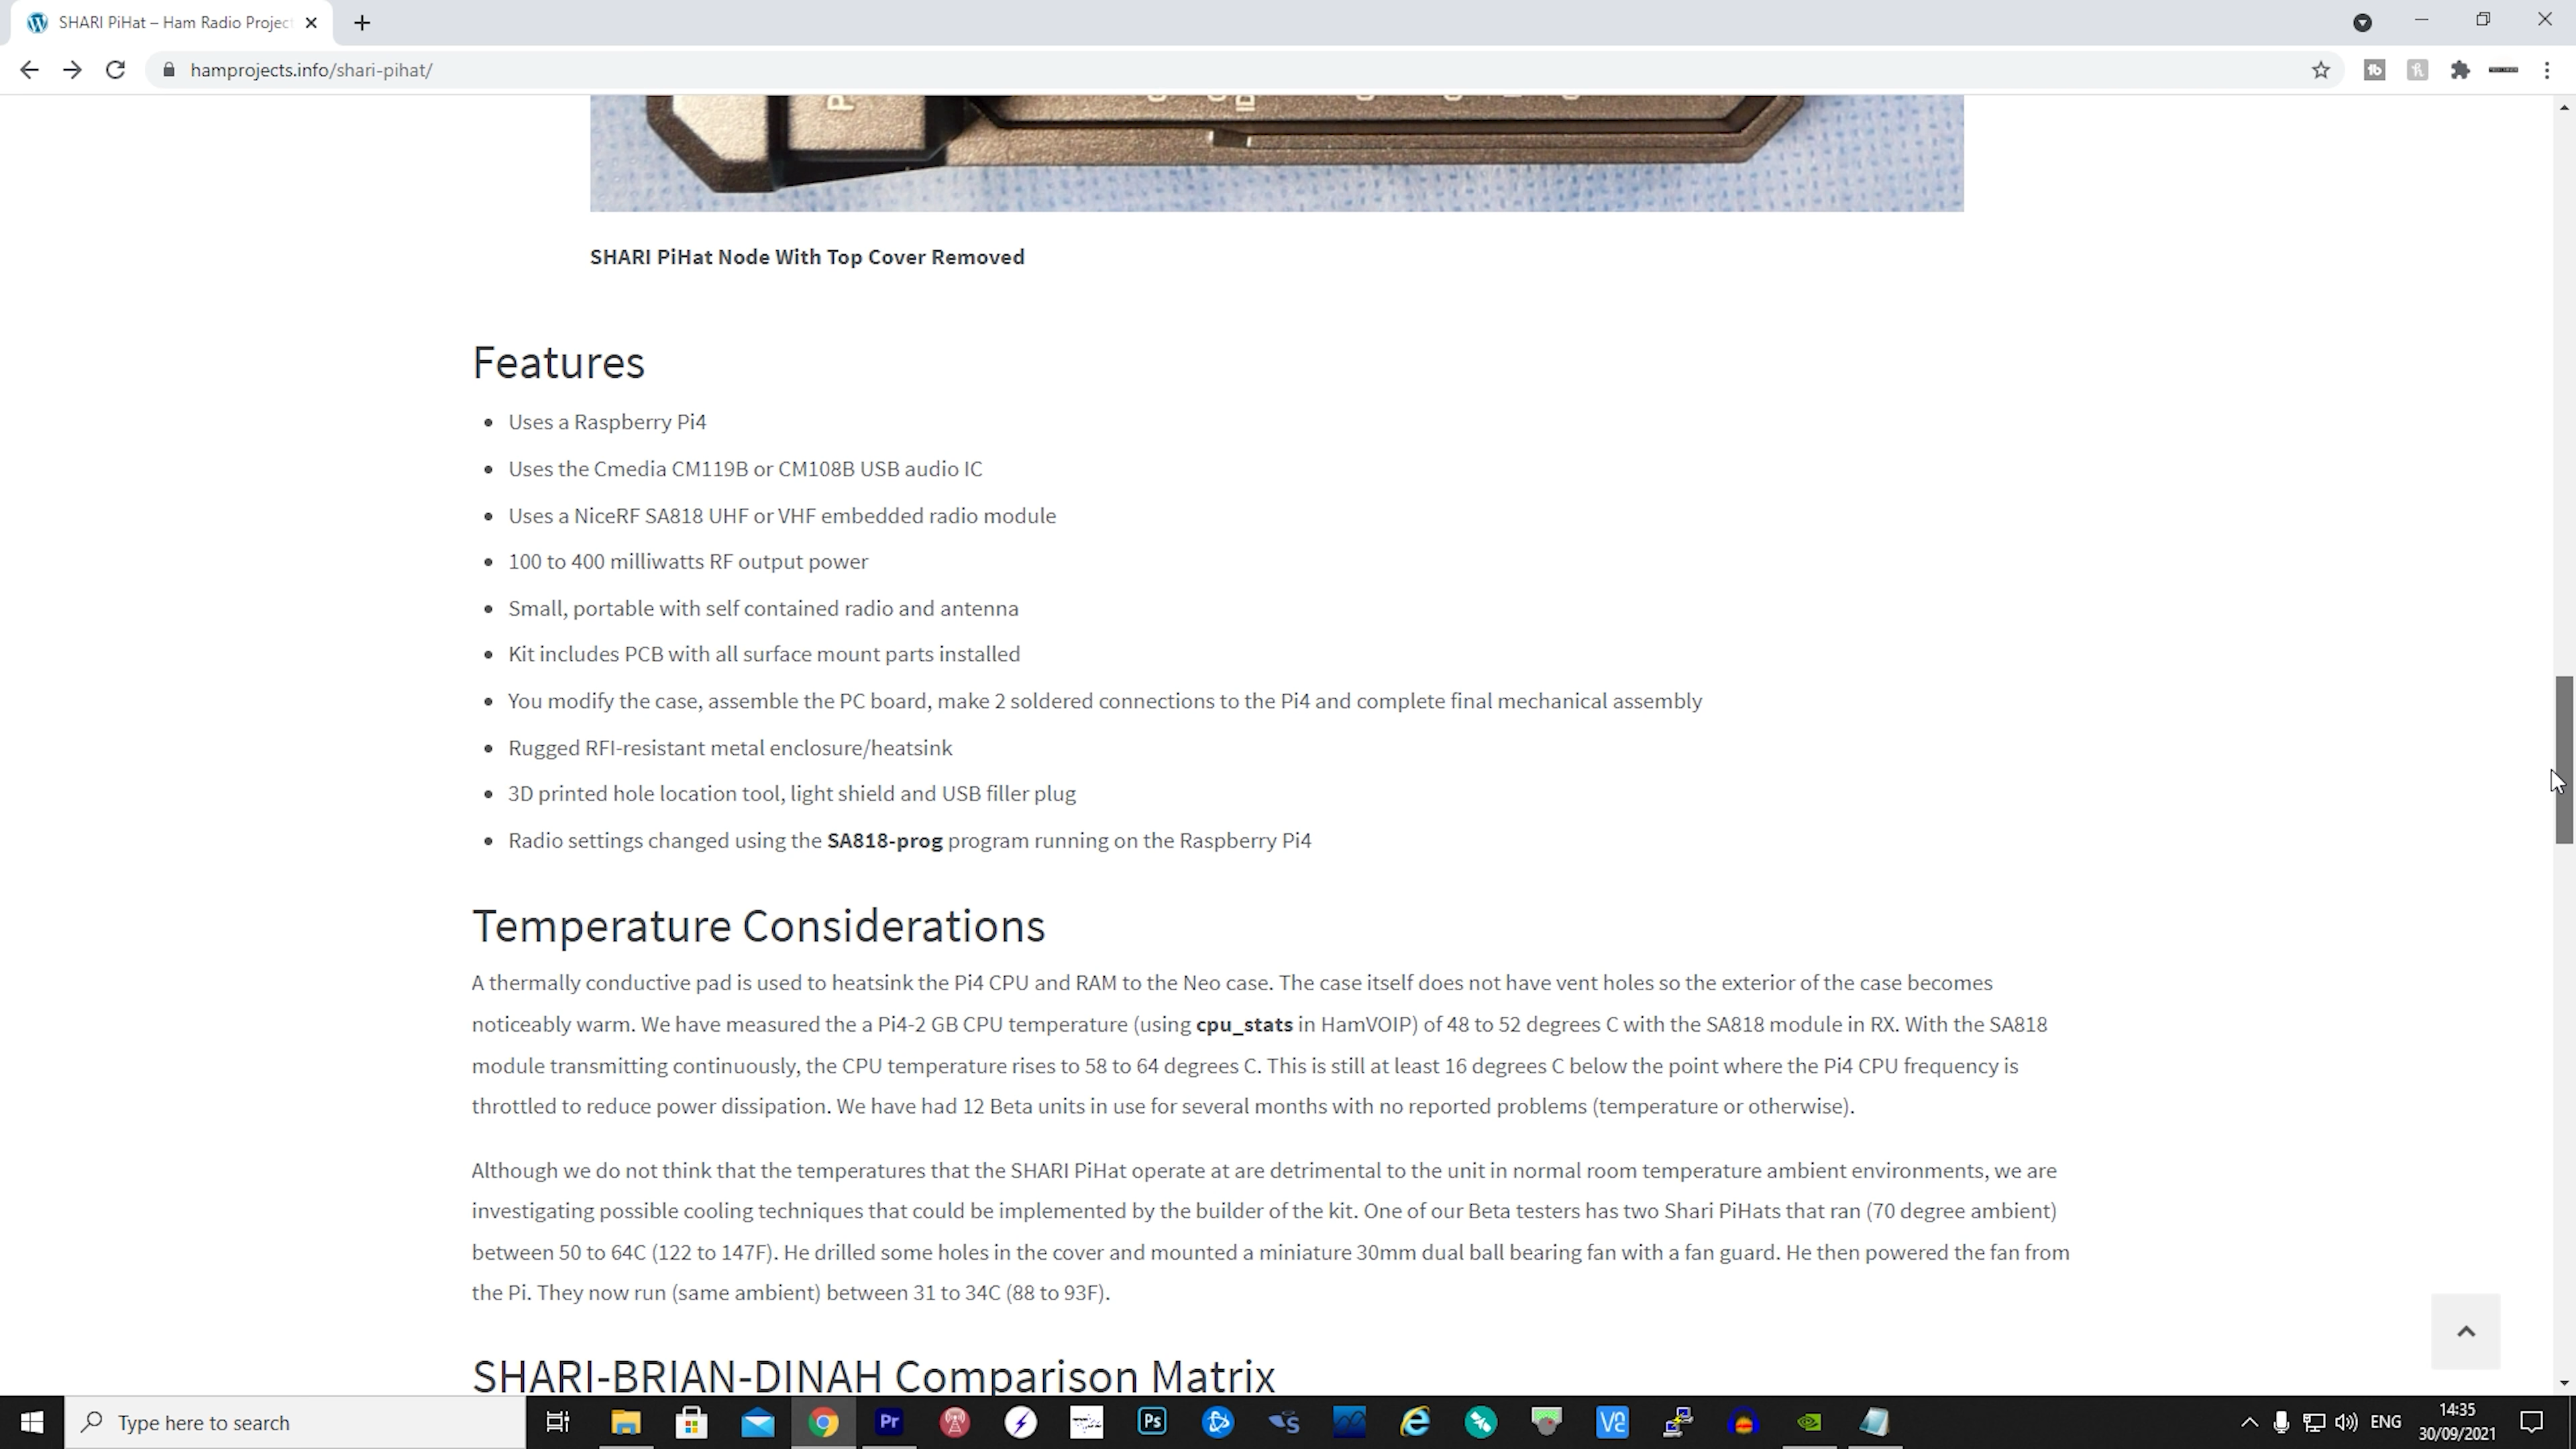 SHARI PiHat – Ham Radio Projec
hamprojects.info/shari-pihat/
SHARI PiHat Node With Top Cover Removed
Features
Uses a Raspberry Pi4
Uses the Cmedia CM119B or CM108B USB audio IC
Uses a NiceRF SA818 UHF or VHF embedded radio module
100 to 400 milliwatts RF output power
Small, portable with self contained radio and antenna
Kit includes PCB with all surface mount parts installed
You modify the case, assemble the PC board, make 2 soldered connections to the Pi4 and complete final mechanical assembly
Rugged RFI-resistant metal enclosure/heatsink
3D printed hole location tool, light shield and USB filler plug
Radio settings changed using the SA818-prog program running on the Raspberry Pi4
Temperature Considerations
A thermally conductive pad is used to heatsink the Pi4 CPU and RAM to the Neo case. The case itself does not have vent holes so the exterior of the case becomes
noticeably warm. We have measured the a Pi4-2 GB CPU temperature (using cpu_stats in HamVOIP) of 48 to 52 degrees C with the SA818 module in RX. With the SA818
module transmitting continuously, the CPU temperature rises to 58 to 64 degrees C. This is still at least 16 degrees C below the point where the Pi4 CPU frequency is
throttled to reduce power dissipation. We have had 12 Beta units in use for several months with no reported problems (temperature or otherwise).
Although we do not think that the temperatures that the SHARI PiHat operate at are detrimental to the unit in normal room temperature ambient environments, we are
investigating possible cooling techniques that could be implemented by the builder of the kit. One of our Beta testers has two Shari PiHats that ran (70 degree ambient)
between 50 to 64C (122 to 147F). He drilled some holes in the cover and mounted a miniature 30mm dual ball bearing fan with a fan guard. He then powered the fan from
the Pi. They now run (same ambient) between 31 to 34C (88 to 93F).
SHARI-BRIAN-DINAH Comparison Matrix
Type here to search
Pr
Ps
ENG
14:35
30/09/2021